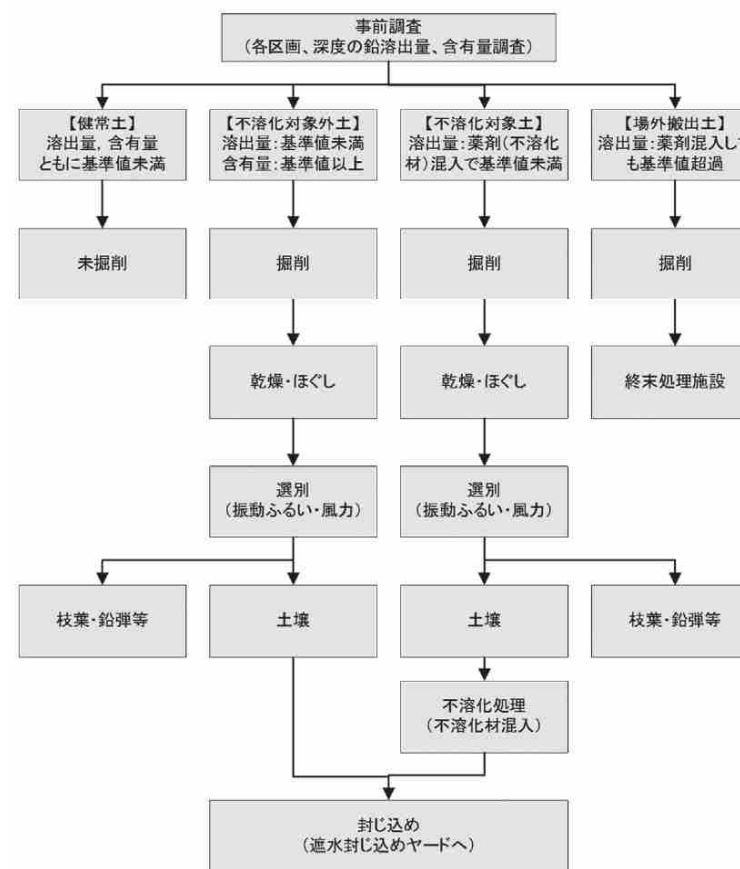 事前調査
(各区画、深度の鉛溶出量、含有量調査)
【健常土】
溶出量，含有量
ともに基準値未満
【不溶化対象外土】
溶出量:基準値未満
含有量:基準値以上
【不溶化対象土】
溶出量:薬剤(不溶化
材)混入で基準値未満
【場外搬出土】
溶出量:薬剤混入して
も基準値超過
未掘削
掘削
掘削
掘削
乾燥・ほぐし
乾燥・ほぐし
終末処理施設
選別
(振動ふるい・風力)
選別
(振動ふるい・風力)
枝葉・鉛弾等
土壌
土壌
枝葉・鉛弾等
不溶化処理
(不溶化材混入)
封じ込め
(遮水封じ込めヤードへ)